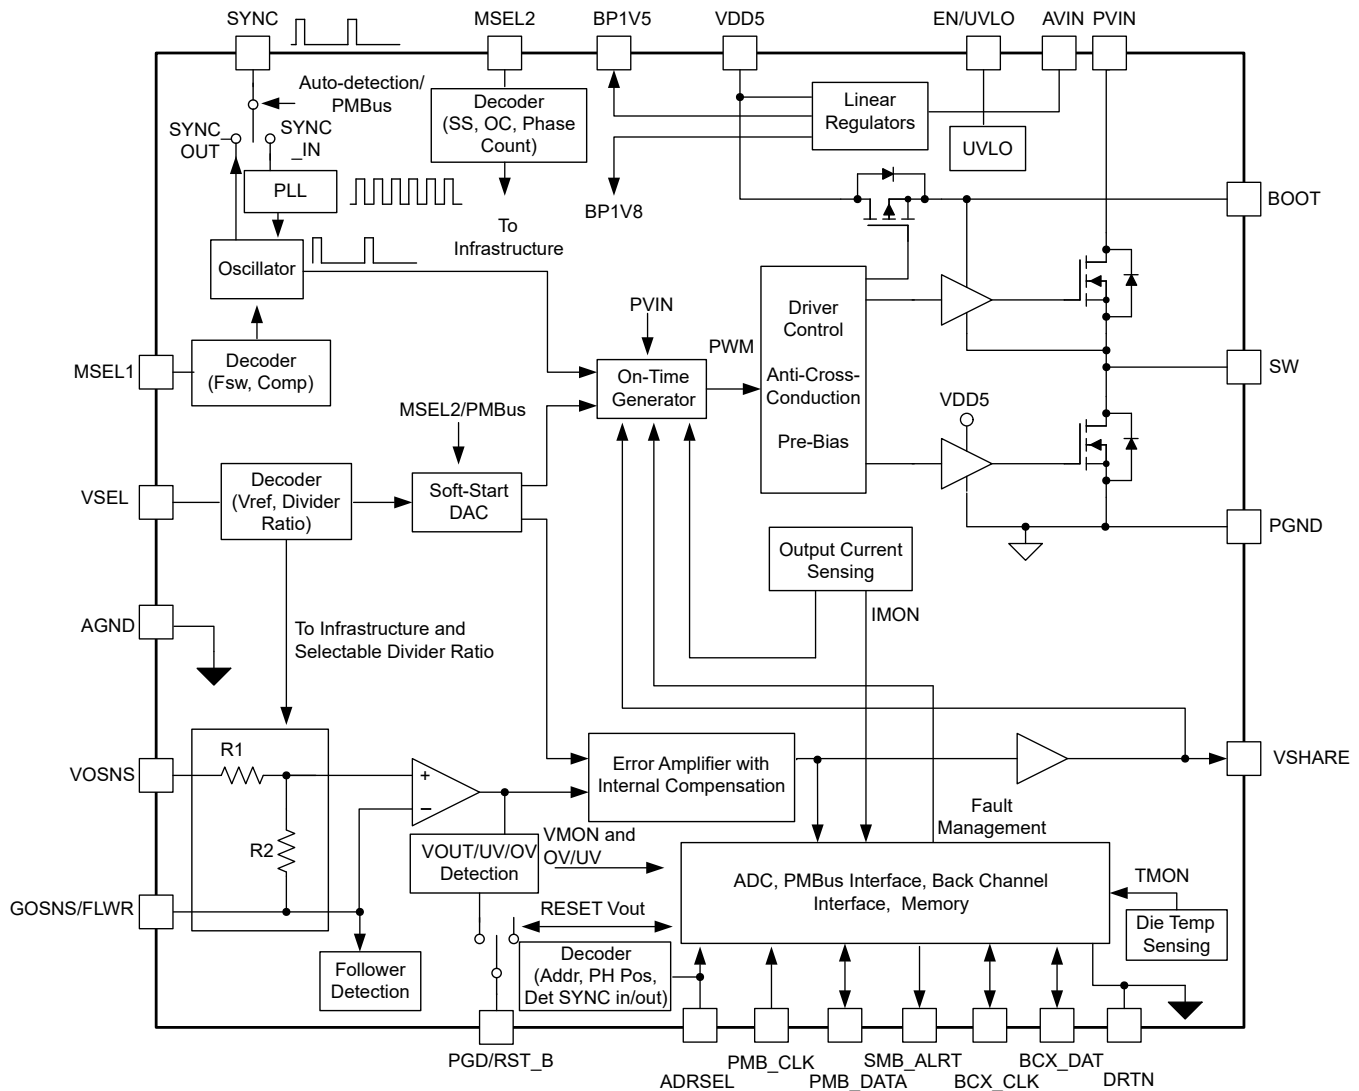 SYNC
MSEL2
BP1V5
VDD5
EN/UVLO
AVIN
PVIN
Auto-detection/
PMBus
SYNC_
OUT
SYNC
_IN
PLL
Oscillator
Decoder
(SS, OC, Phase
Count)
To
Infrastructure
BP1V8
Linear
Regulators
UVLO
BOOT
MSEL1
Decoder
(Fsw, Comp)
PVIN
On-Time
Generator
PWM
Driver
Control
Anti-Cross-
Conduction
Pre-Bias
SW
VDD5
MSEL2/PMBus
VSEL
Decoder
(Vref, Divider
Ratio)
Soft-Start
DAC
PGND
Output Current
Sensing
IMON
AGND
To Infrastructure and
Selectable Divider Ratio
VOSNS
R1
R2
+
–
Error Amplifier with
Internal Compensation
VSHARE
Fault
Management
VOUT/UV/OV
Detection
VMON and
OV/UV
ADC, PMBus Interface, Back Channel
Interface, Memory
TMON
Die Temp
Sensing
GOSNS/FLWR
Follower
Detection
RESET Vout
Decoder
(Addr, PH Pos,
Det SYNC in/out)
PGD/RST_B
ADRSEL
PMB_CLK
PMB_DATA
SMB_ALRT
BCX_CLK
BCX_DAT
DRTN